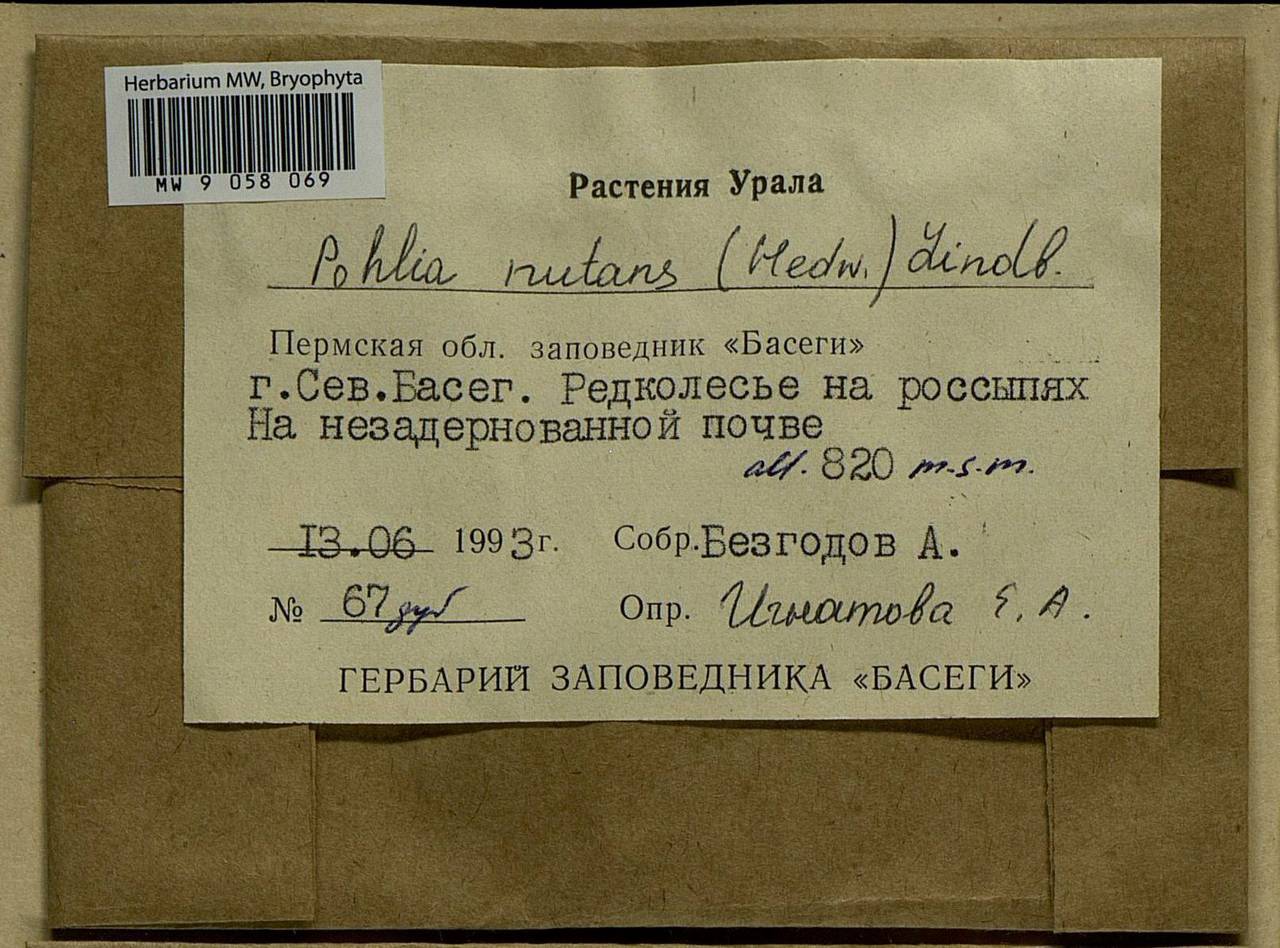 Herbarium MW, Bryophyta
MW 9 058 069
Растения Урала
Pohlia nutans (Hedw.) Lindb.
Пермская обл. заповедник «Басеги»
г.Сев.Басег. Редколесье на россыпях
На незадернованной почве
alt. 820 m.s.m.
13.06 1993г. Собр.Безгодов А.
№ 67дуб Опр. Игнатова Е.А.
ГЕРБАРИЙ ЗАПОВЕДНИКА «БАСЕГИ»